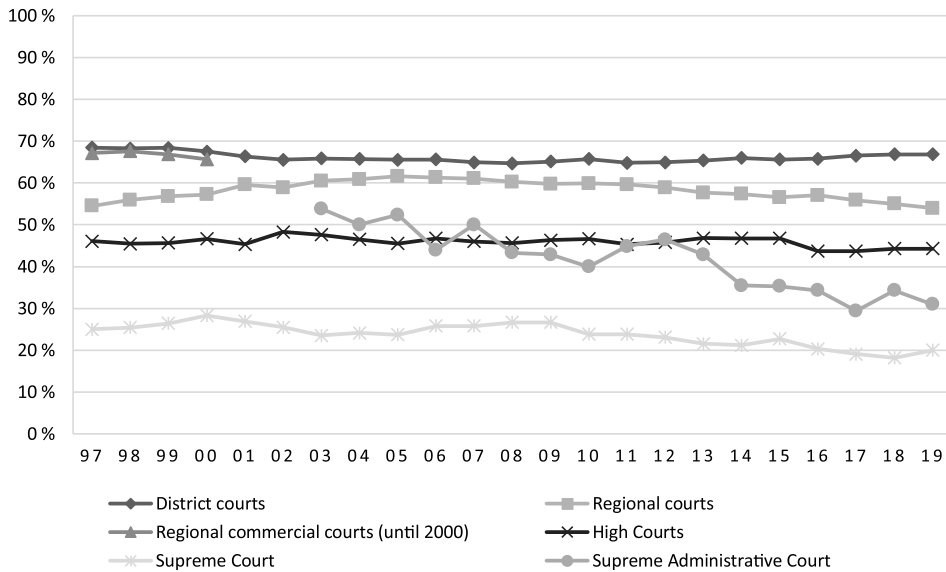 100 %
90 %
80 %
70 %
60 %
50 %
40 %
30 %
20 %
10 %
0 %
97 98 99 00 01 02 03 04 05 06 07 08 09 10 11 12 13 14 15 16 17 18 19
District courts Regional courts
Regional commercial courts (until 2000) High Courts
Supreme Court Supreme Administrative Court